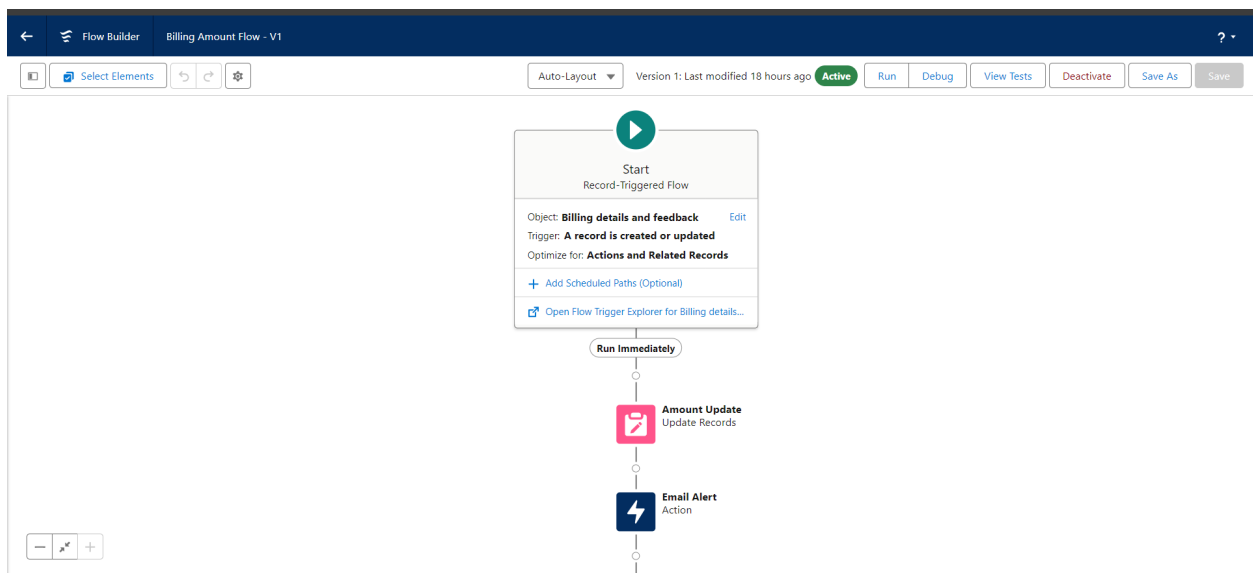 Flow Builder
Billing Amount Flow - V1
?
Select Elements
Auto-Layout
Version 1: Last modified 18 hours ago
Active
Run
Debug
View Tests
Deactivate
Save As
Save
Start
Record-Triggered Flow
Object: Billing details and feedback
Edit
Trigger: A record is created or updated
Optimize for: Actions and Related Records
+ Add Scheduled Paths (Optional)
Open Flow Trigger Explorer for Billing details...
Run Immediately
Amount Update
Update Records
Email Alert
Action